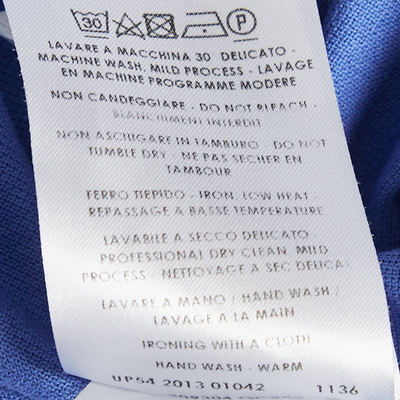 30 P
LAVARE A MACCHINA 30 DELICATO -
MACHINE WASH, MILD PROCESS - LAVAGE
EN MACHINE PROGRAMME MODERE
NON CANDEGGIARE - DO NOT BLEACH -
BLANCHIMENT INTERDIT
NON ASCIUGARE IN TAMBURO - DO NOT
TUMBLE DRY - NE PAS SECHER EN
TAMBOUR
FERRO TIEPIDO - IRON, LOW HEAT -
REPASSAGE A BASSE TEMPERATURE
LAVABILE A SECCO DELICATO -
PROFESSIONAL DRY CLEAN, MILD
PROCESS - NETTOYAGE A SEC DELICA
LAVARE A MANO / HAND WASH /
LAVAGE A LA MAIN
IRONING WITH A CLOTH
HAND WASH - WARM
UP54 2013 01042 1136